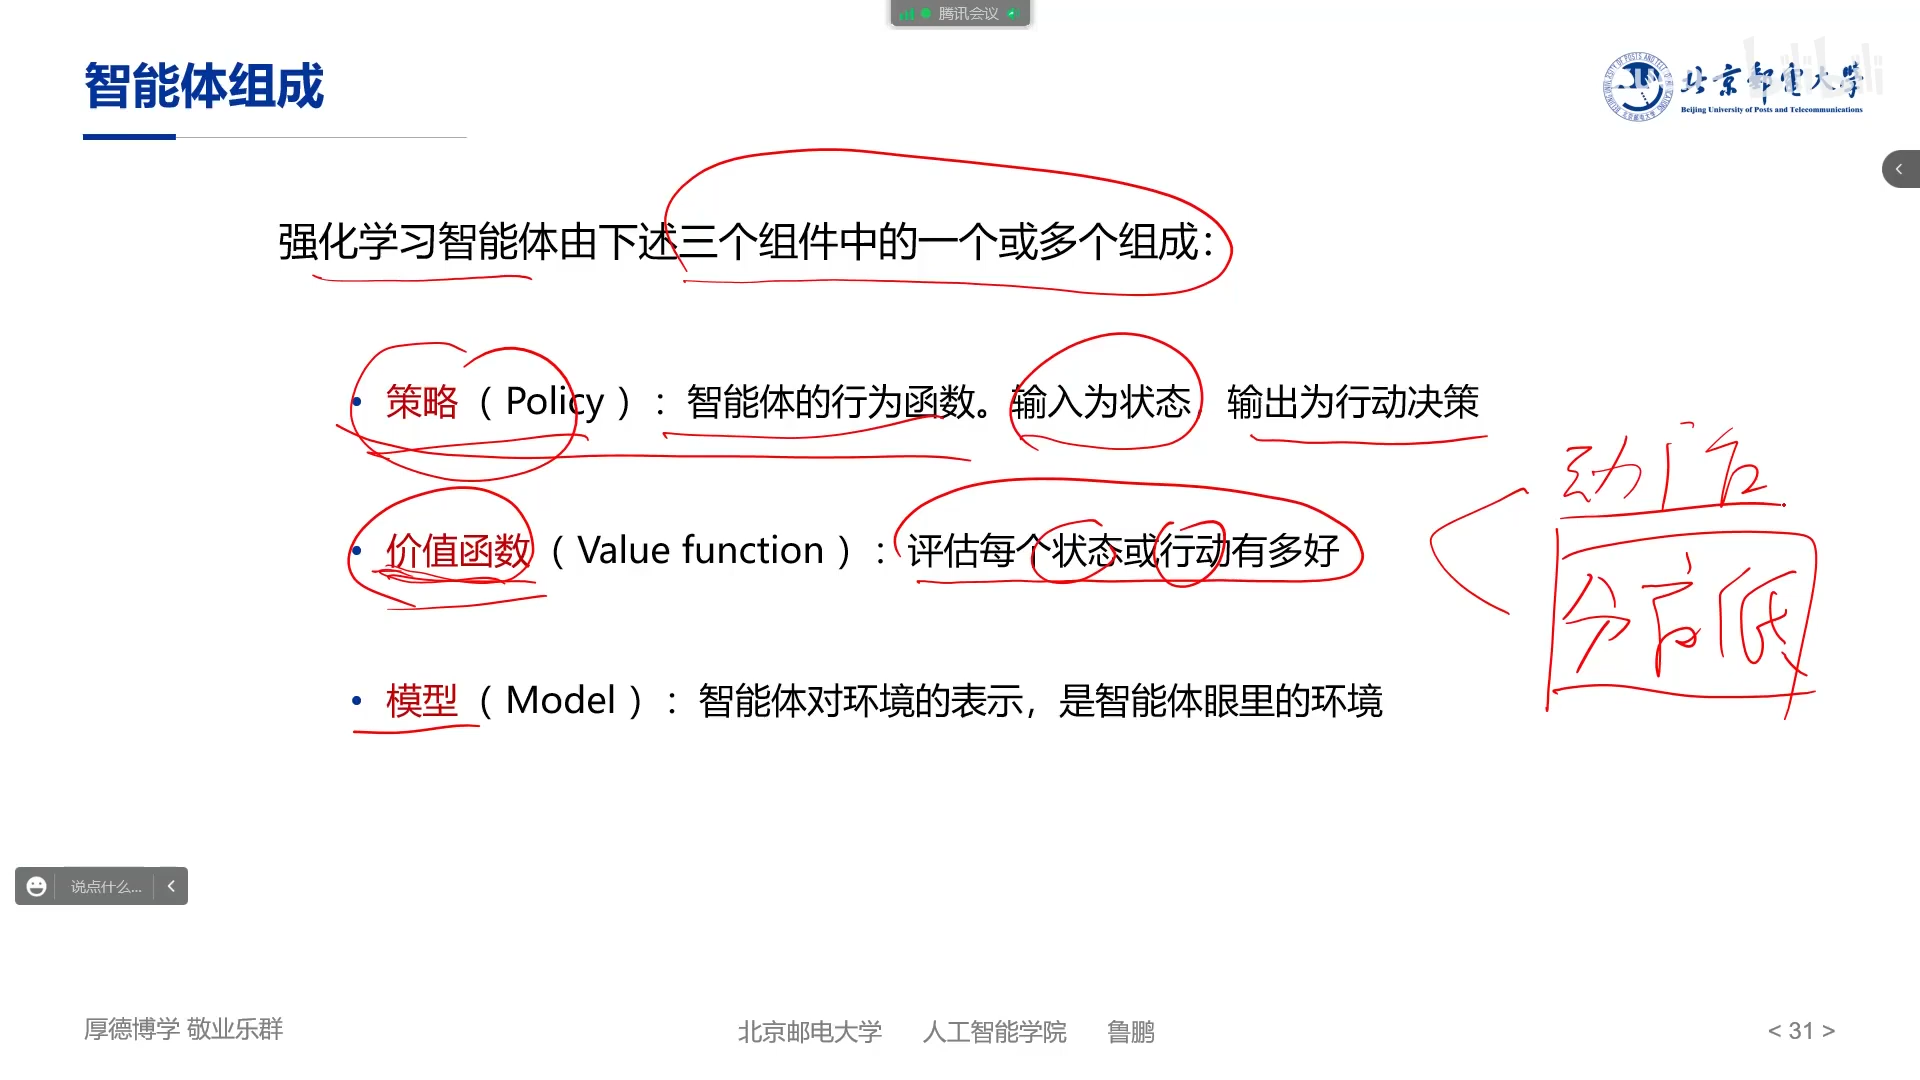 腾讯会议
智能体组成
北京邮电大学
Beijing University of Posts and Telecommunications
强化学习智能体由下述三个组件中的一个或多个组成：
• 策略（Policy）：智能体的行为函数。输入为状态，输出为行动决策
• 价值函数（Value function）：评估每个状态或行动有多好
• 模型（Model）：智能体对环境的表示，是智能体眼里的环境
分高低
说点什么...
厚德博学 敬业乐群
北京邮电大学 人工智能学院 鲁鹏
< 31 >